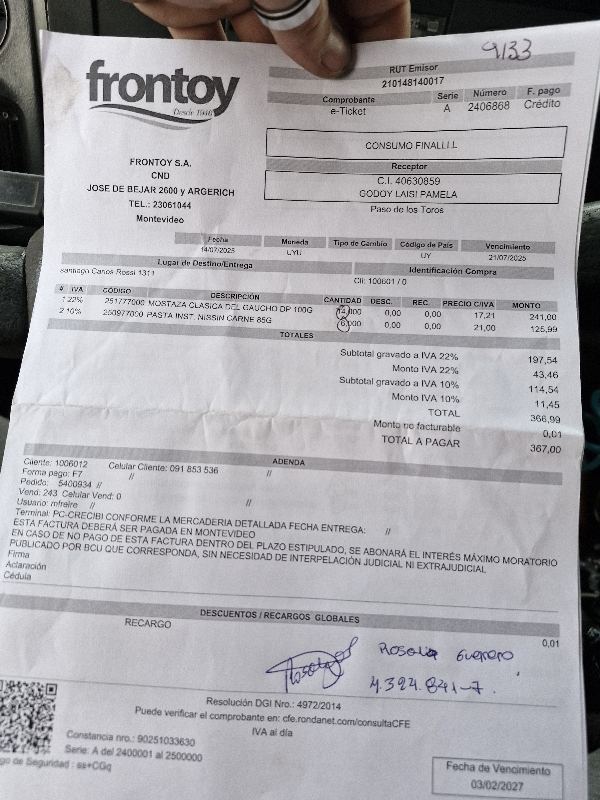 9133
frontoy
Desde 1946
RUT Emisor
210148140017
Comprobante Serie Número F. pago
e-Ticket A 2406868 Crédito
CONSUMO FINALI.I.I.
Receptor
C.I. 40630859
GODOY LAISI PAMELA
Paso de los Toros
FRONTOY S.A.
CND
JOSE DE BEJAR 2600 y ARGERICH
TEL.: 23061044
Montevideo
Fecha Moneda Tipo de Cambio Código de País Vencimiento
14/07/2025 UYU UY 21/07/2025
Lugar de Destino/Entrega Identificación Compra
santiago Carlos Rossi 1311 Cli: 100601 / 0
# IVA CÓDIGO DESCRIPCIÓN CANTIDAD DESC. REC. PRECIO C/IVA MONTO
1 22% 251777000 MOSTAZA CLASICA DEL GAUCHO DP 100G 14,000 0,00 0,00 17,21 241,00
2 10% 250977000 PASTA INST. NISSIN CARNE 85G 6,000 0,00 0,00 21,00 125,99
TOTALES
Subtotal gravado a IVA 22% 197,54
Monto IVA 22% 43,46
Subtotal gravado a IVA 10% 114,54
Monto IVA 10% 11,45
TOTAL 366,99
Monto no facturable 0,01
TOTAL A PAGAR 367,00
ADENDA
Cliente: 1006012 Celular Cliente: 091 853 536 //
Forma pago: F7 //
Pedido: 5400934 //
Vend: 243 Celular Vend: 0
Usuario: mfreire // //
Terminal: PC-CRECIBI CONFORME LA MERCADERIA DETALLADA FECHA ENTREGA: //
ESTA FACTURA DEBERÁ SER PAGADA EN MONTEVIDEO
EN CASO DE NO PAGO DE ESTA FACTURA DENTRO DEL PLAZO ESTIPULADO, SE ABONARÁ EL INTERÉS MÁXIMO MORATORIO
PUBLICADO POR BCU QUE CORRESPONDA, SIN NECESIDAD DE INTERPELACIÓN JUDICIAL NI EXTRAJUDICIAL
Firma
Aclaración
Cédula
DESCUENTOS / RECARGOS GLOBALES
RECARGO 0,01
Rosalia Guerrero
4.324.841-7.
Resolución DGI Nro.: 4972/2014
Puede verificar el comprobante en: cfe.rondanet.com/consultaCFE
IVA al día
Constancia nro.: 90251033630
Serie: A del 2400001 al 2500000
go de Seguridad : ss+CGq
Fecha de Vencimiento
03/02/2027